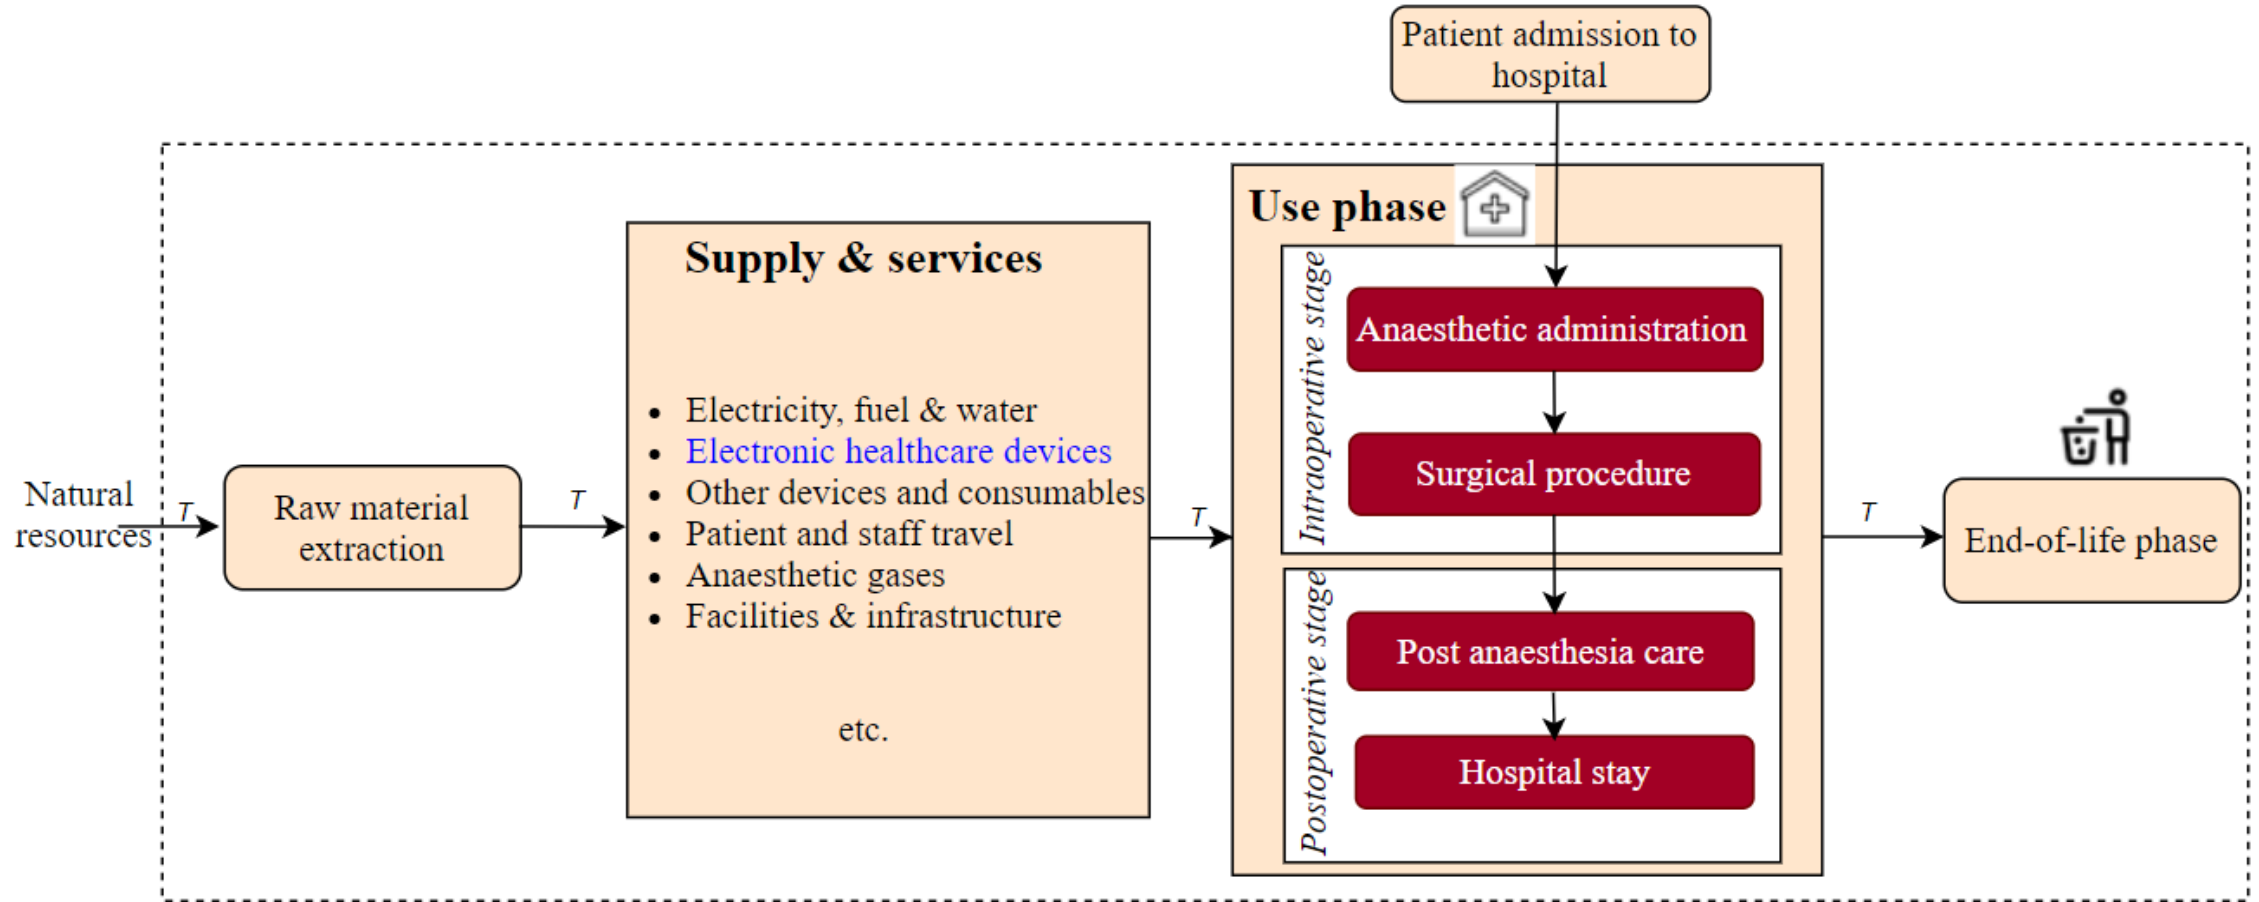 Patient admission to
hospital
Natural
resources
T
Raw material
extraction
T
Supply & services
• Electricity, fuel & water
• Electronic healthcare devices
• Other devices and consumables
• Patient and staff travel
• Anaesthetic gases
• Facilities & infrastructure
etc.
T
Use phase
Intraoperative stage
Anaesthetic administration
Surgical procedure
Postoperative stage
Post anaesthesia care
Hospital stay
T
End-of-life phase